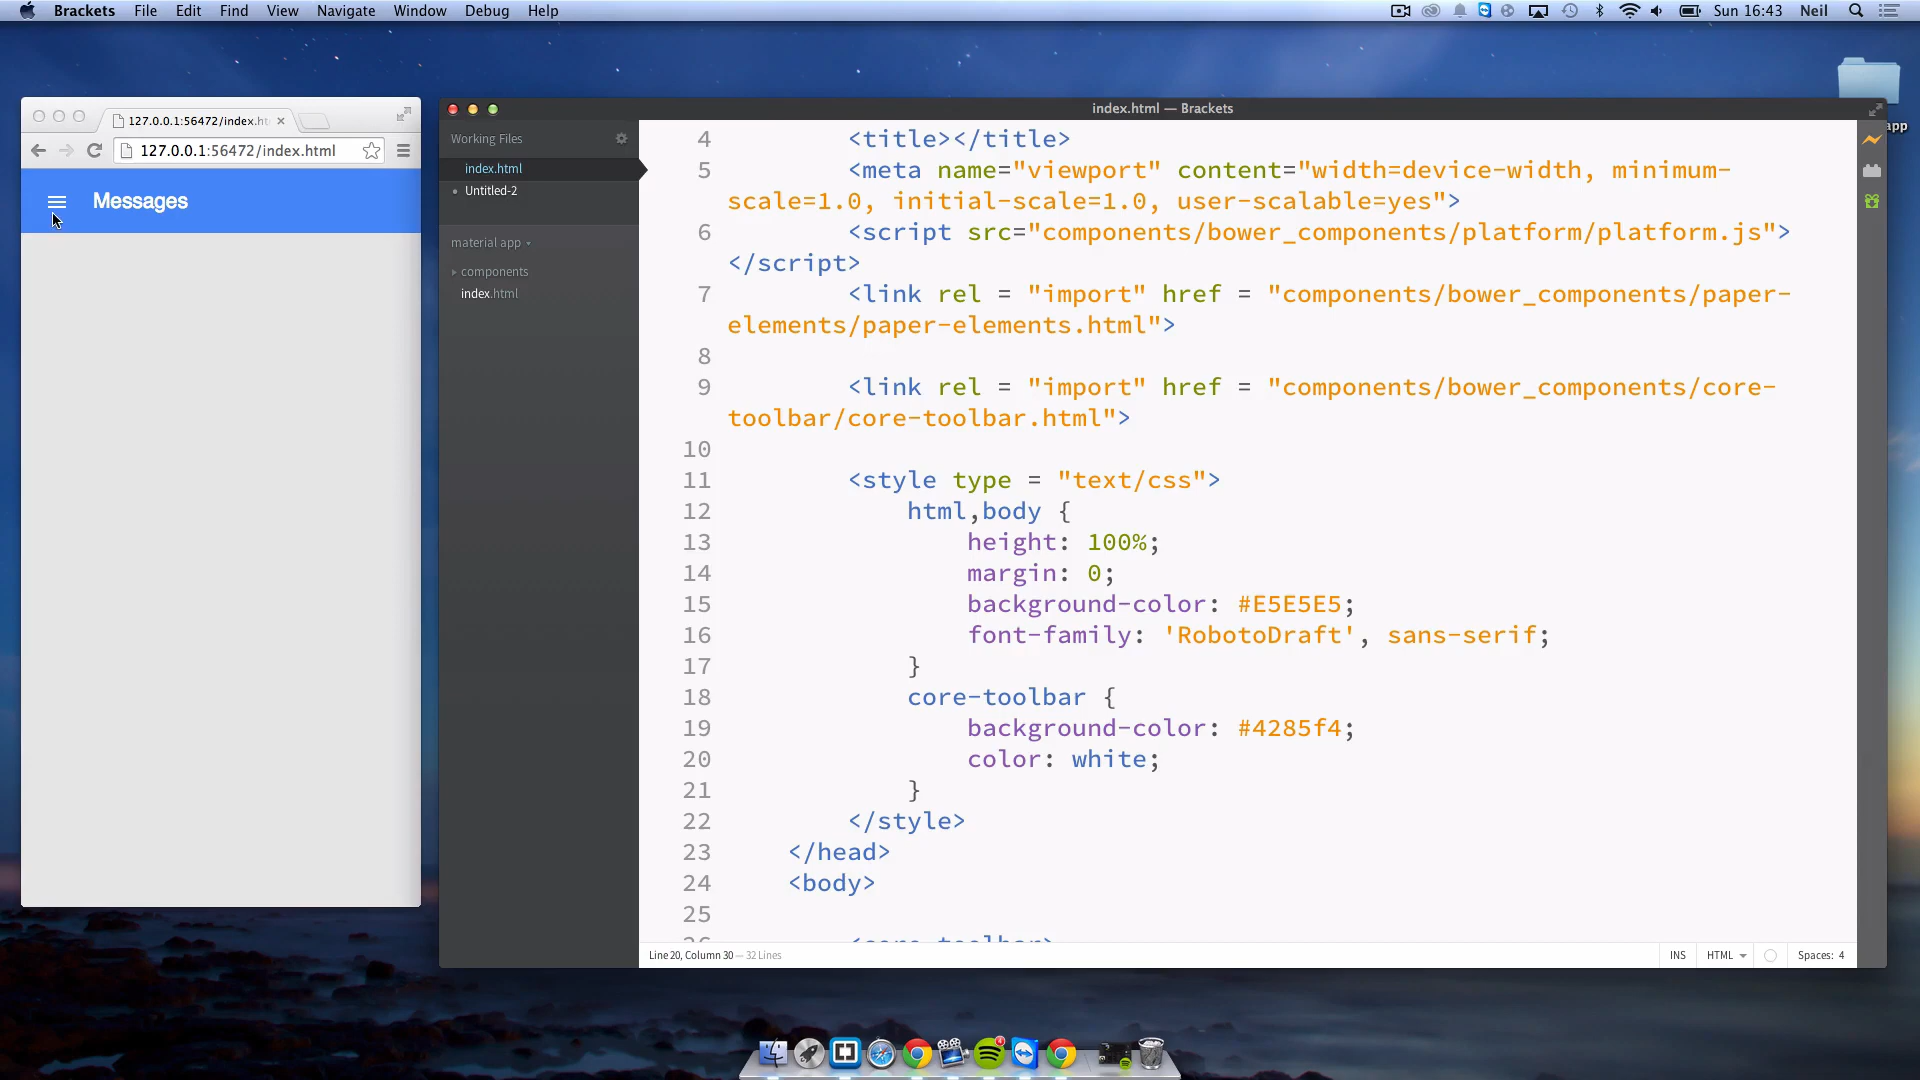 Brackets File Edit Find View Navigate Window Debug Help
Sun 16:43 Neil
127.0.0.1:56472/index.ht
127.0.0.1:56472/index.html
Messages
app
index.html — Brackets
Working Files
index.html
Untitled-2
material app
components
index.html
4 <title></title>
5 <meta name="viewport" content="width=device-width, minimum-
scale=1.0, initial-scale=1.0, user-scalable=yes">
6 <script src="components/bower_components/platform/platform.js">
</script>
7 <link rel = "import" href = "components/bower_components/paper-
elements/paper-elements.html">
8
9 <link rel = "import" href = "components/bower_components/core-
toolbar/core-toolbar.html">
10
11 <style type = "text/css">
12 html,body {
13 height: 100%;
14 margin: 0;
15 background-color: #E5E5E5;
16 font-family: 'RobotoDraft', sans-serif;
17 }
18 core-toolbar {
19 background-color: #4285f4;
20 color: white;
21 }
22 </style>
23 </head>
24 <body>
25
26 <core-toolbar>
Line 20, Column 30 — 32 Lines
INS HTML Spaces: 4
4